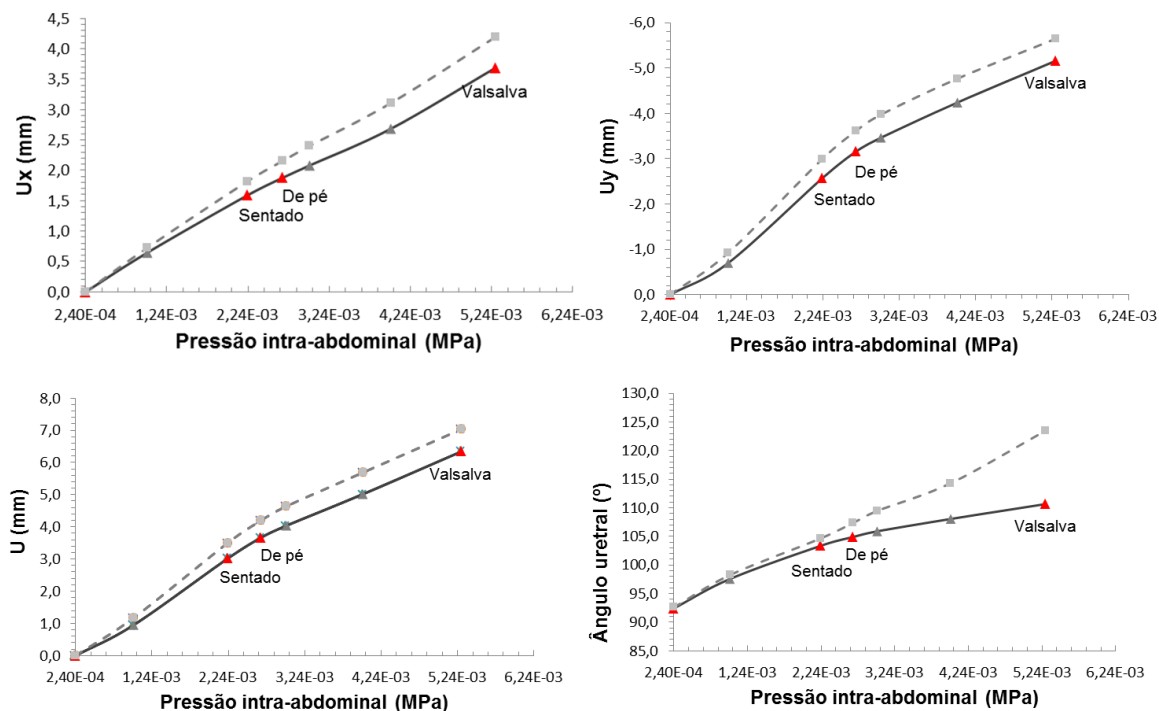 4,5
4,0
3,5
3,0
2,5
2,0
1,5
1,0
0,5
0,0
Ux (mm)
Valsalva
De pé
Sentado
2,40E-04 1,24E-03 2,24E-03 3,24E-03 4,24E-03 5,24E-03 6,24E-03
Pressão intra-abdominal (MPa)
-6,0
-5,0
-4,0
-3,0
-2,0
-1,0
0,0
Uy (mm)
Valsalva
De pé
Sentado
2,40E-04 1,24E-03 2,24E-03 3,24E-03 4,24E-03 5,24E-03 6,24E-03
Pressão intra-abdominal (MPa)
8,0
7,0
6,0
5,0
4,0
3,0
2,0
1,0
0,0
U (mm)
Valsalva
De pé
Sentado
2,40E-04 1,24E-03 2,24E-03 3,24E-03 4,24E-03 5,24E-03 6,24E-03
Pressão intra-abdominal (MPa)
130,0
125,0
120,0
115,0
110,0
105,0
100,0
95,0
90,0
85,0
Ângulo uretral (º)
Valsalva
De pé
Sentado
2,40E-04 1,24E-03 2,24E-03 3,24E-03 4,24E-03 5,24E-03 6,24E-03
Pressão intra-abdominal (MPa)